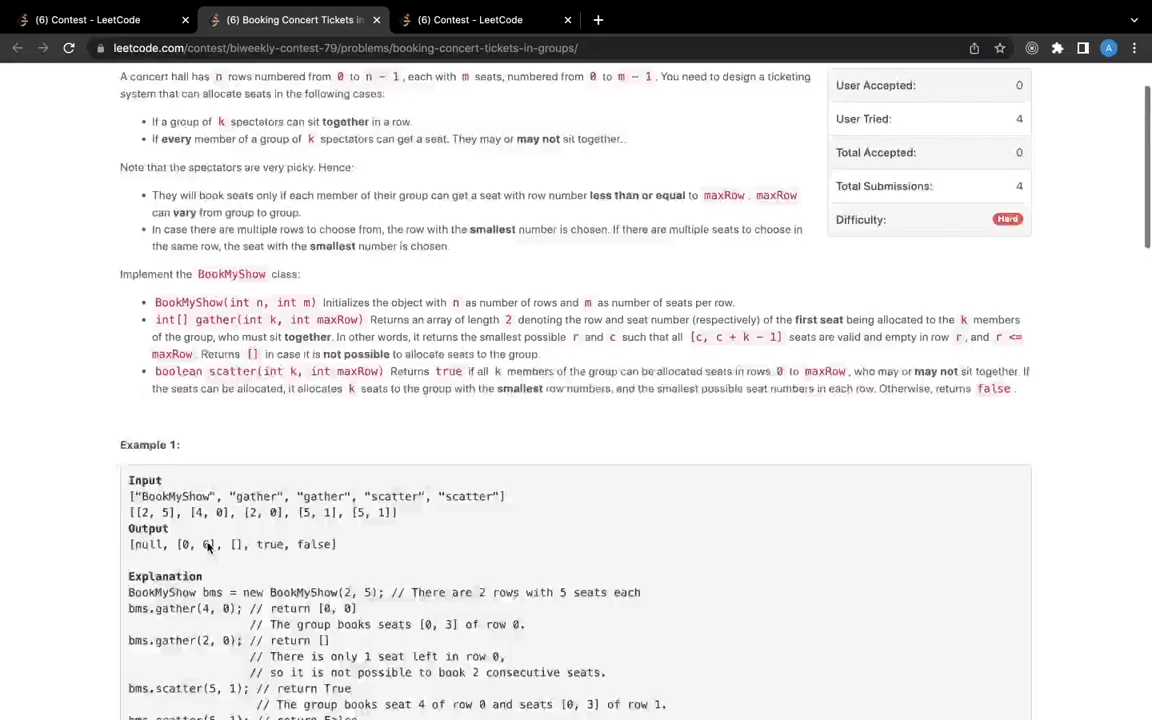 (6) Contest - LeetCode
(6) Booking Concert Tickets in
(6) Contest - LeetCode
leetcode.com/contest/biweekly-contest-79/problems/booking-concert-tickets-in-groups/
A
A concert hall has n rows numbered from 0 to n - 1, each with m seats, numbered from 0 to m - 1. You need to design a ticketing
system that can allocate seats in the following cases:
• If a group of k spectators can sit together in a row.
• If every member of a group of k spectators can get a seat. They may or may not sit together.
Note that the spectators are very picky. Hence:
• They will book seats only if each member of their group can get a seat with row number less than or equal to maxRow. maxRow
can vary from group to group.
• In case there are multiple rows to choose from, the row with the smallest number is chosen. If there are multiple seats to choose in
the same row, the seat with the smallest number is chosen.
Implement the BookMyShow class:
• BookMyShow(int n, int m) Initializes the object with n as number of rows and m as number of seats per row.
• int[] gather(int k, int maxRow) Returns an array of length 2 denoting the row and seat number (respectively) of the first seat being allocated to the k members
of the group, who must sit together. In other words, it returns the smallest possible r and c such that all [c, c + k - 1] seats are valid and empty in row r, and r <=
maxRow. Returns [] in case it is not possible to allocate seats to the group.
• boolean scatter(int k, int maxRow) Returns true if all k members of the group can be allocated seats in rows 0 to maxRow, who may or may not sit together. If
the seats can be allocated, it allocates k seats to the group with the smallest row numbers, and the smallest possible seat numbers in each row. Otherwise, returns false.
User Accepted: 0
User Tried: 4
Total Accepted: 0
Total Submissions: 4
Difficulty: Hard
Example 1:
Input
["BookMyShow", "gather", "gather", "scatter", "scatter"]
[[2, 5], [4, 0], [2, 0], [5, 1], [5, 1]]
Output
[null, [0, 0], [], true, false]
Explanation
BookMyShow bms = new BookMyShow(2, 5); // There are 2 rows with 5 seats each
bms.gather(4, 0); // return [0, 0]
// The group books seats [0, 3] of row 0.
bms.gather(2, 0); // return []
// There is only 1 seat left in row 0,
// so it is not possible to book 2 consecutive seats.
bms.scatter(5, 1); // return True
// The group books seat 4 of row 0 and seats [0, 3] of row 1.
bms.scatter(5, 1); // return False